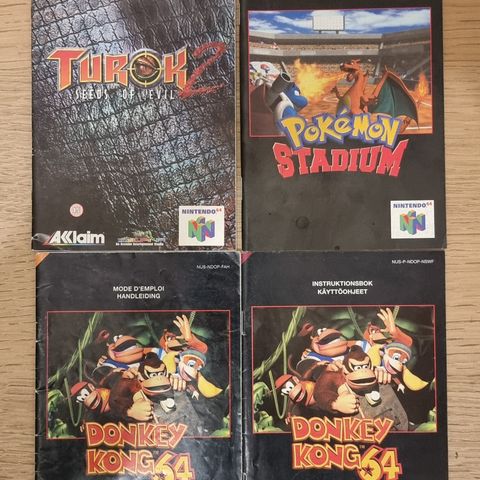 TUROK 2
SEEDS OF EVIL
AKlaim
NINTENDO 64
POKéMON
STADIUM
NINTENDO 64
NUS-NDOP-FAH
MODE D'EMPLOI
HANDLEIDING
DONKEY
KONG 64
NUS-P-NDOP-NSWF
INSTRUKTIONSBOK
KÄYTTÖOHJEET
DONKEY
KONG 64